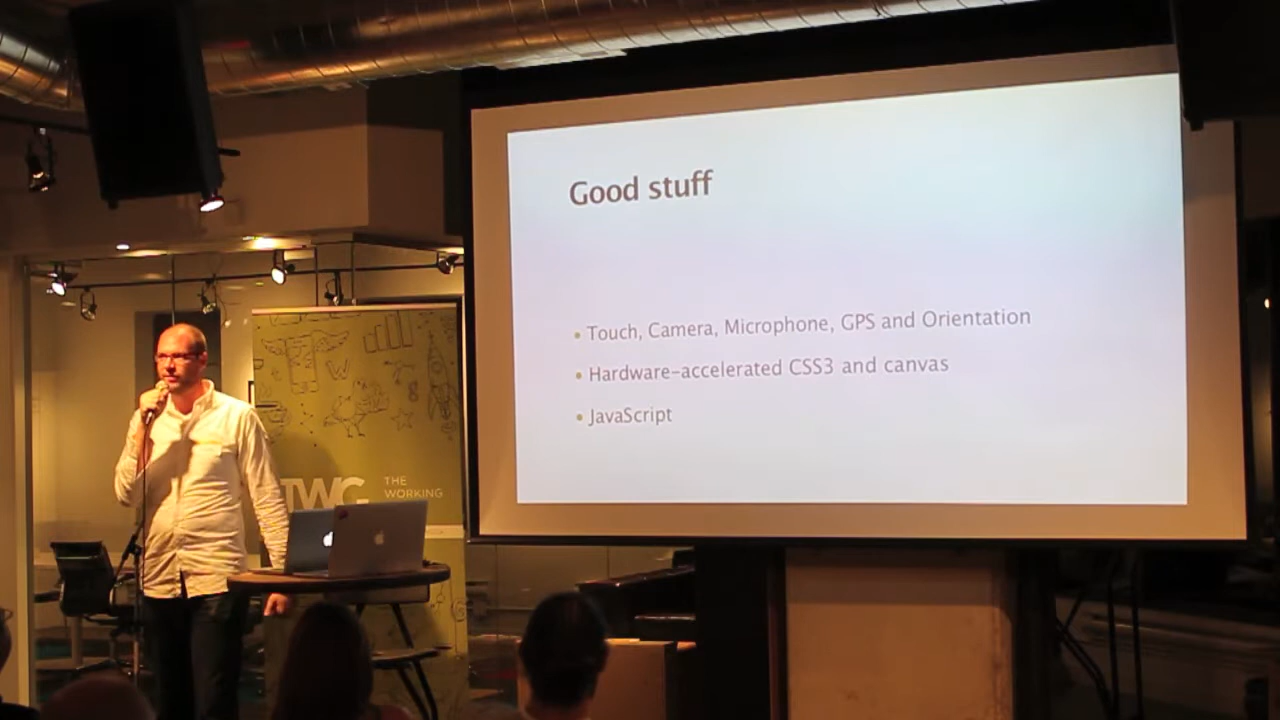 Good stuff
• Touch, Camera, Microphone, GPS and Orientation
• Hardware-accelerated CSS3 and canvas
• JavaScript
TWG
THE
WORKING